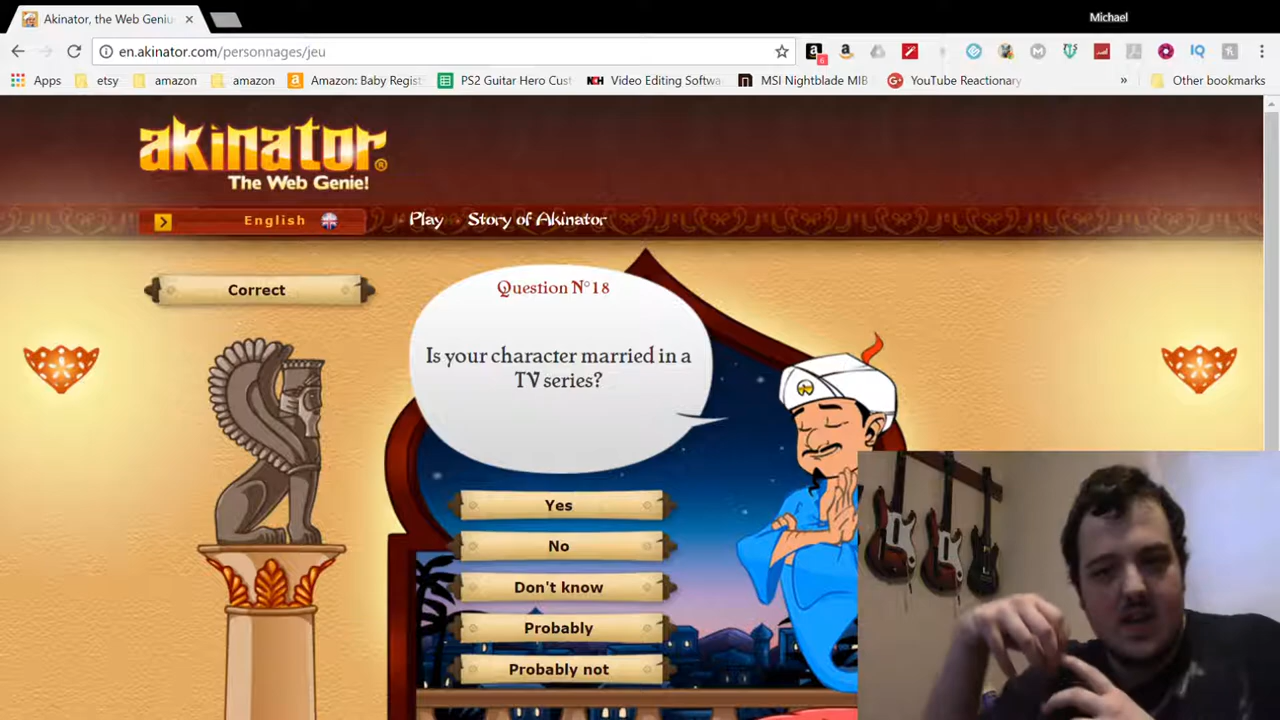 Akinator, the Web Geniu
Michael
en.akinator.com/personnages/jeu
6
IQ
Apps
etsy
amazon
amazon
Amazon: Baby Regist
PS2 Guitar Hero Cust
NCH
Video Editing Softwa
MSI Nightblade MIB
YouTube Reactionary
»
Other bookmarks
akinator®
The Web Genie!
English
Play
Story of Akinator
Correct
Question N°18
Is your character married in a
TV series?
Yes
No
Don't know
Probably
Probably not